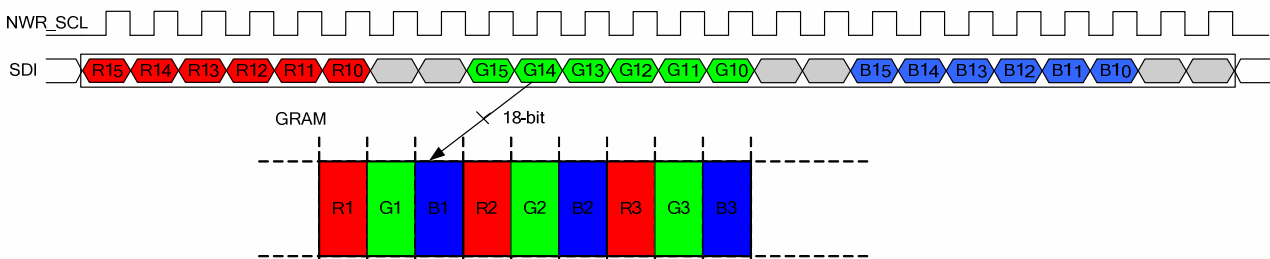 NWR_SCL
SDI R15 R14 R13 R12 R11 R10 G15 G14 G13 G12 G11 G10 B15 B14 B13 B12 B11 B10
GRAM 18-bit
R1 G1 B1 R2 G2 B2 R3 G3 B3